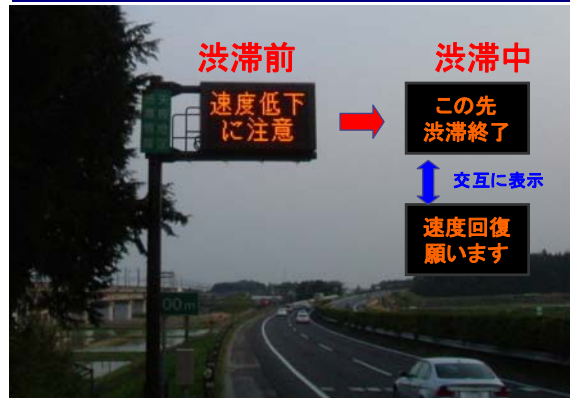 渋滞前
渋滞中
速度低下
に注意
この先
渋滞終了
交互に表示
速度回復
願います
00m